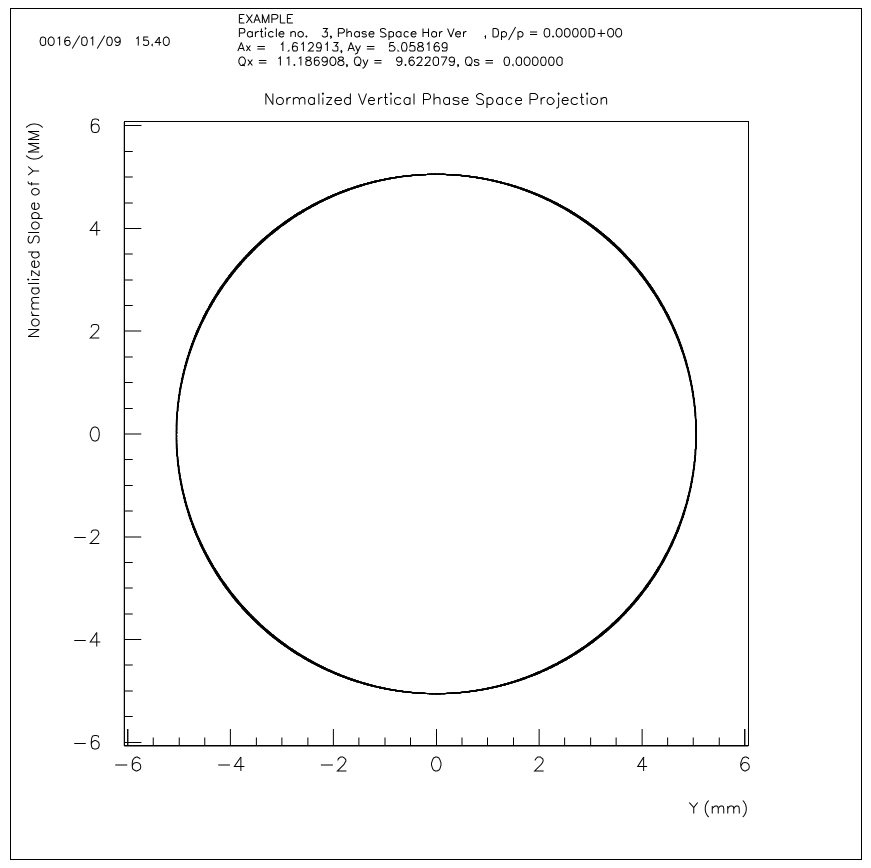 EXAMPLE
Particle no. 3, Phase Space Har Ver , Dp/p = 0.0000D+00
0016/01/09 15.40
Ax = 1.612913, Ay = 5.058169
Qx = 11.186908, Qy = 9.622079, Qs = 0.000000
Normalized Vertical Phase Space Projection
Normalized Slope of Y (MM)
6
4
2
0
−2
−4
−6
−6 −4 −2 0 2 4 6
Y (mm)